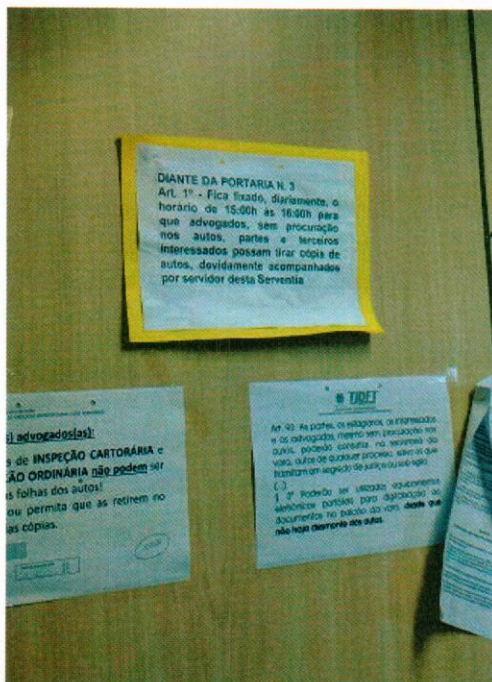 DIANTE DA PORTARIA N. 3
Art. 1º - Fica fixado, diariamente, o
horário de 15:00h às 16:00h para
que advogados, sem procuração
nos autos, partes e terceiros
interessados possam tirar cópia de
autos, devidamente acompanhados
por servidor desta Serventia
advogados(as):
s de INSPEÇÃO CARTORÁRIA e
ÃO ORDINÁRIA não podem ser
s folhas dos autos!
ou permita que as retirem no
as cópias.
TJDFT
Art. 93. As partes, os estagiários, os interessados
e os advogados, mesmo sem procuração nos
autos, poderão consultar, na secretaria da
vara, autos de qualquer processo, salvo os que
tramitam em segredo de justiça ou sob sigilo.
(...)
§ 3º Poderão ser utilizados equipamentos
eletrônicos portáteis para digitalização de
documentos no balcão da vara, desde que
não haja desmonte dos autos.